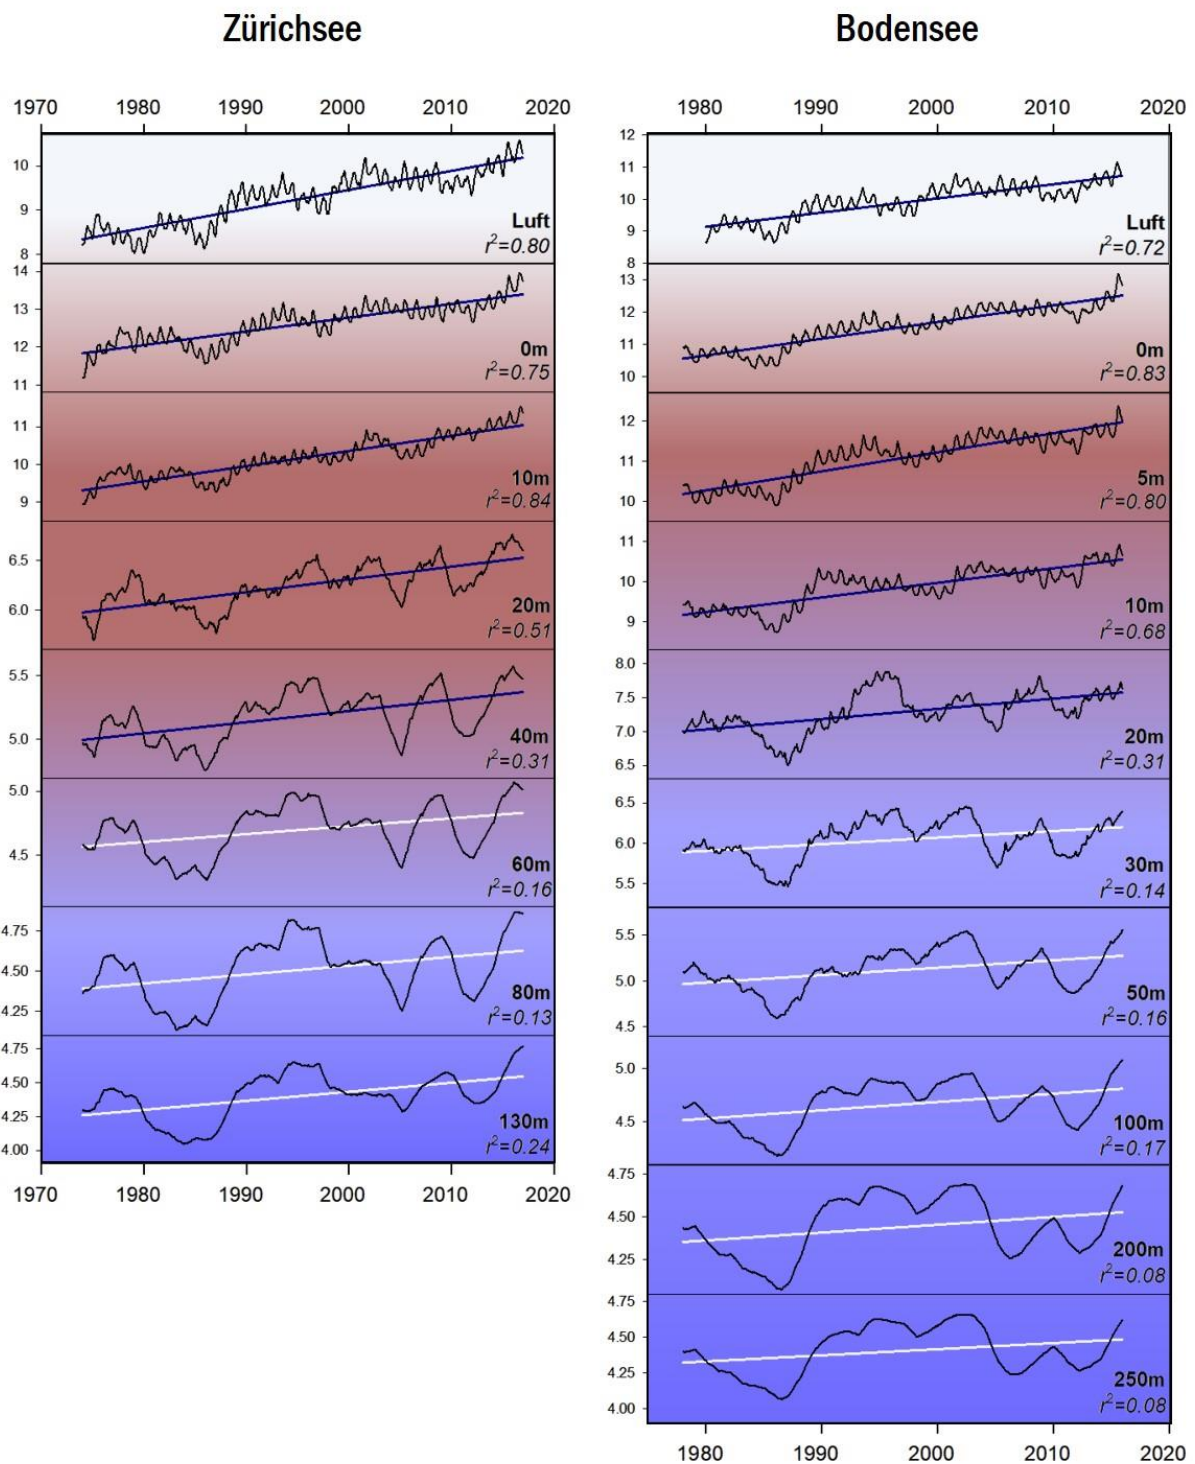 Zürichsee
1970 1980 1990 2000 2010 2020
10
9
8
Luft
r²=0.80
14
13
12
11
0m
r²=0.75
11
10
9
10m
r²=0.84
6.5
6.0
20m
r²=0.51
5.5
5.0
40m
r²=0.31
5.0
4.5
60m
r²=0.16
4.75
4.50
4.25
80m
r²=0.13
4.75
4.50
4.25
4.00
130m
r²=0.24
1970 1980 1990 2000 2010 2020
Bodensee
1980 1990 2000 2010 2020
12
11
10
9
8
Luft
r²=0.72
13
12
11
10
0m
r²=0.83
12
11
10
5m
r²=0.80
11
10
9
10m
r²=0.68
8.0
7.5
7.0
6.5
20m
r²=0.31
6.5
6.0
5.5
30m
r²=0.14
5.5
5.0
4.5
50m
r²=0.16
5.0
4.5
100m
r²=0.17
4.75
4.50
4.25
200m
r²=0.08
4.75
4.50
4.25
4.00
250m
r²=0.08
1980 1990 2000 2010 2020